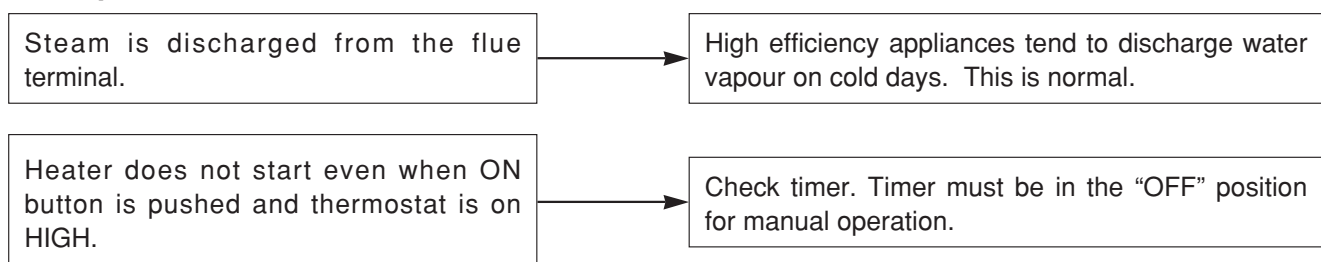 Steam is discharged from the flue
terminal.
High efficiency appliances tend to discharge water
vapour on cold days. This is normal.
Heater does not start even when ON
button is pushed and thermostat is on
HIGH.
Check timer. Timer must be in the “OFF” position
for manual operation.